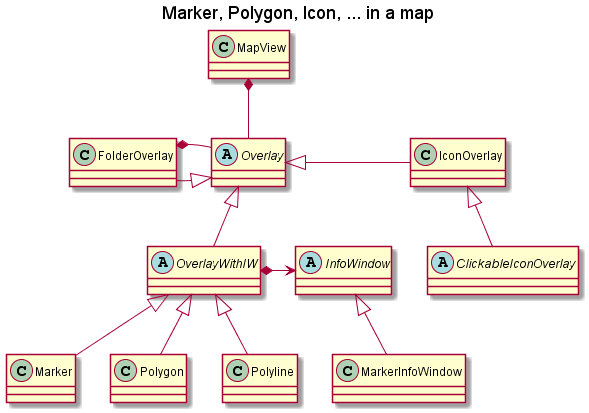 Marker, Polygon, Icon, ... in a map
C MapView
C FolderOverlay
A Overlay
C IconOverlay
A OverlayWithIW
A InfoWindow
A ClickableIconOverlay
C Marker
C Polygon
C Polyline
C MarkerInfoWindow